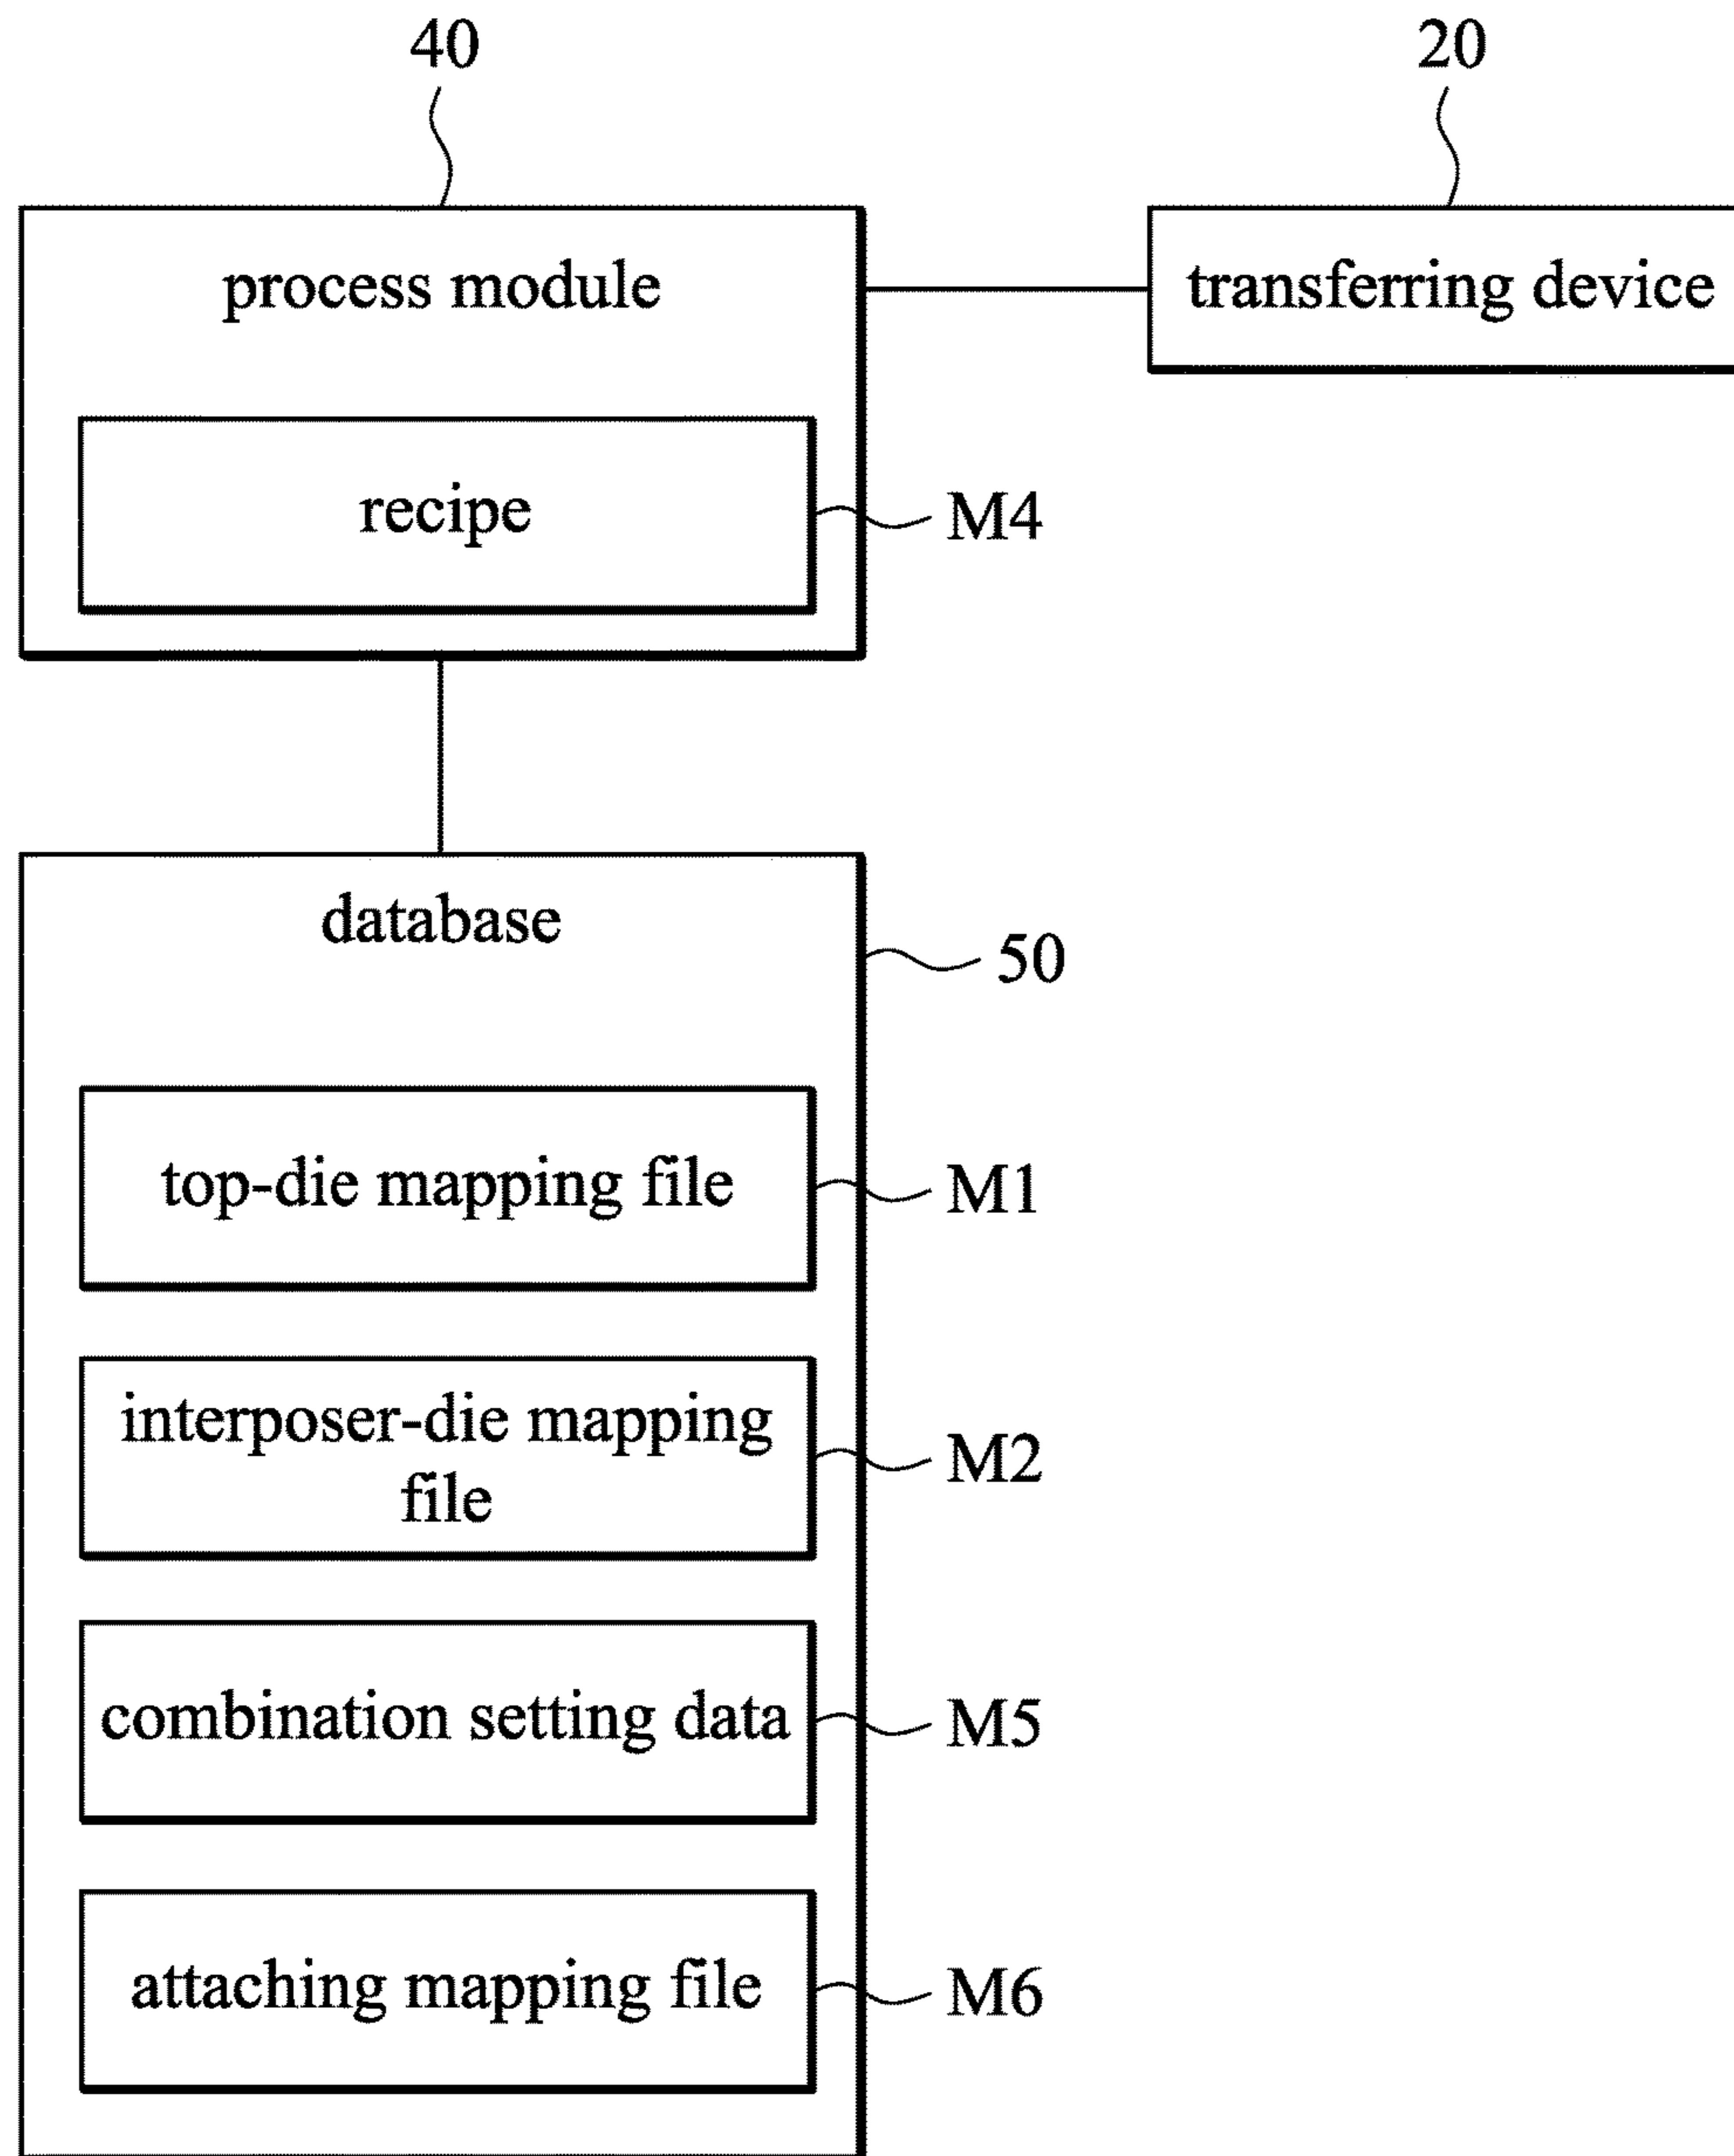 40
20
process module
transferring device
recipe
M4
database
50
top-die mapping file
M1
interposer-die mapping
file
M2
combination setting data
M5
attaching mapping file
M6